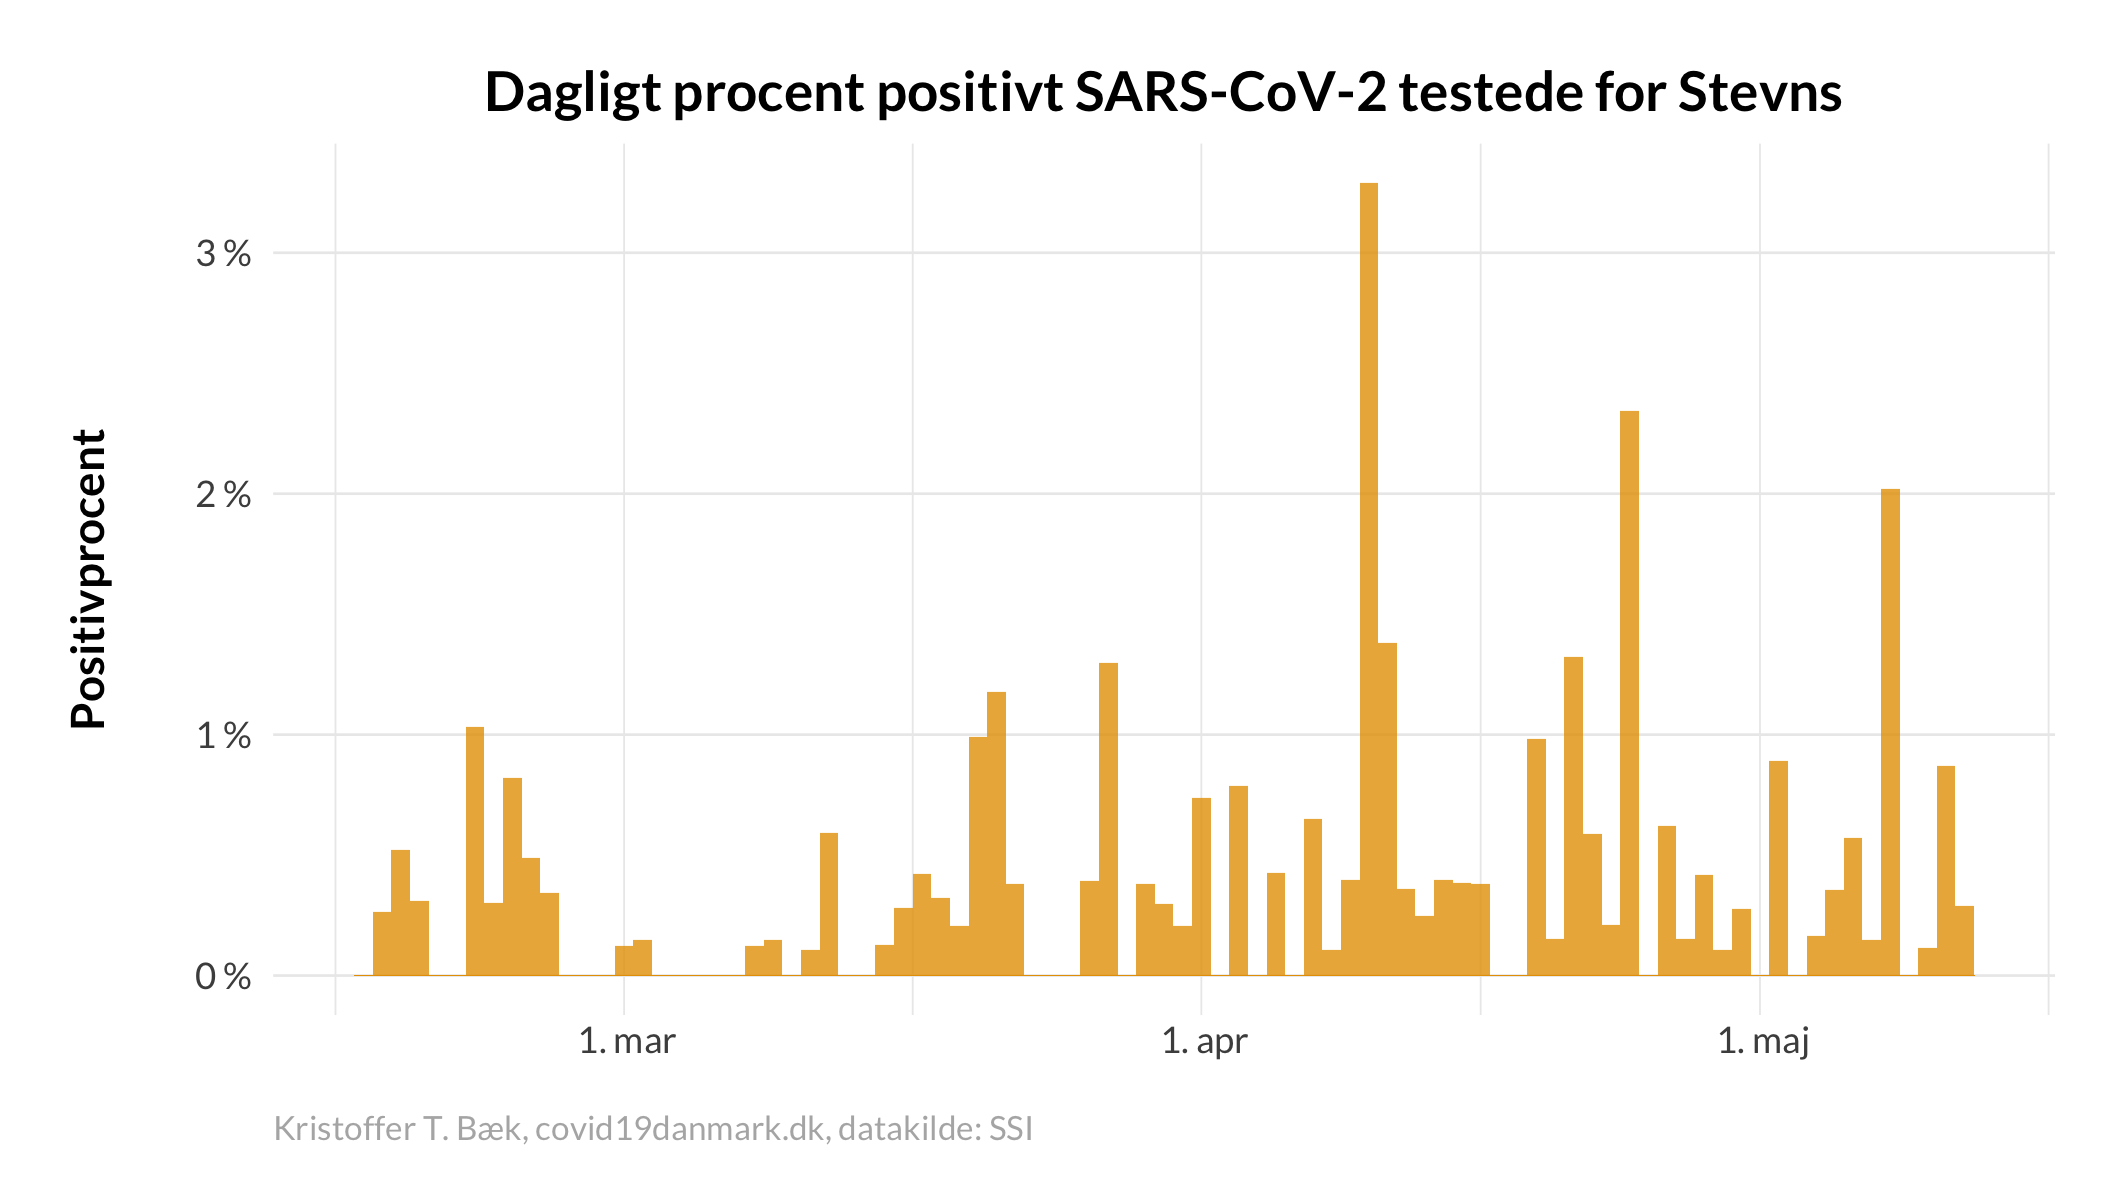 Dagligt procent positivt SARS-CoV-2 testede for Stevns
Positivprocent
3 %
2 %
1 %
0 %
1. mar
1. apr
1. maj
Kristoffer T. Bæk, covid19danmark.dk, datakilde: SSI